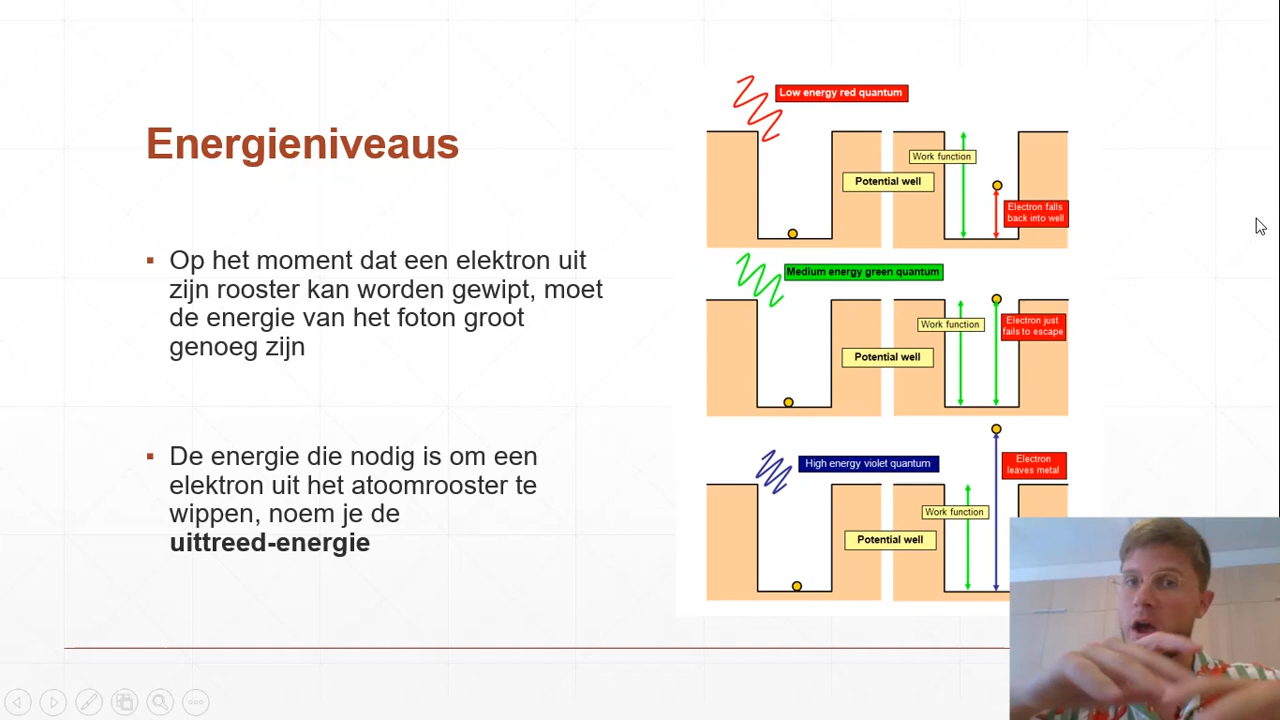 Energieniveaus
Op het moment dat een elektron uit
zijn rooster kan worden gewipt, moet
de energie van het foton groot
genoeg zijn
De energie die nodig is om een
elektron uit het atoomrooster te
wippen, noem je de
uittreed-energie
Low energy red quantum
Work function
Potential well
Electron falls
back into well
Medium energy green quantum
Work function
Electron just
fails to escape
Potential well
High energy violet quantum
Electron
leaves metal
Work function
Potential well